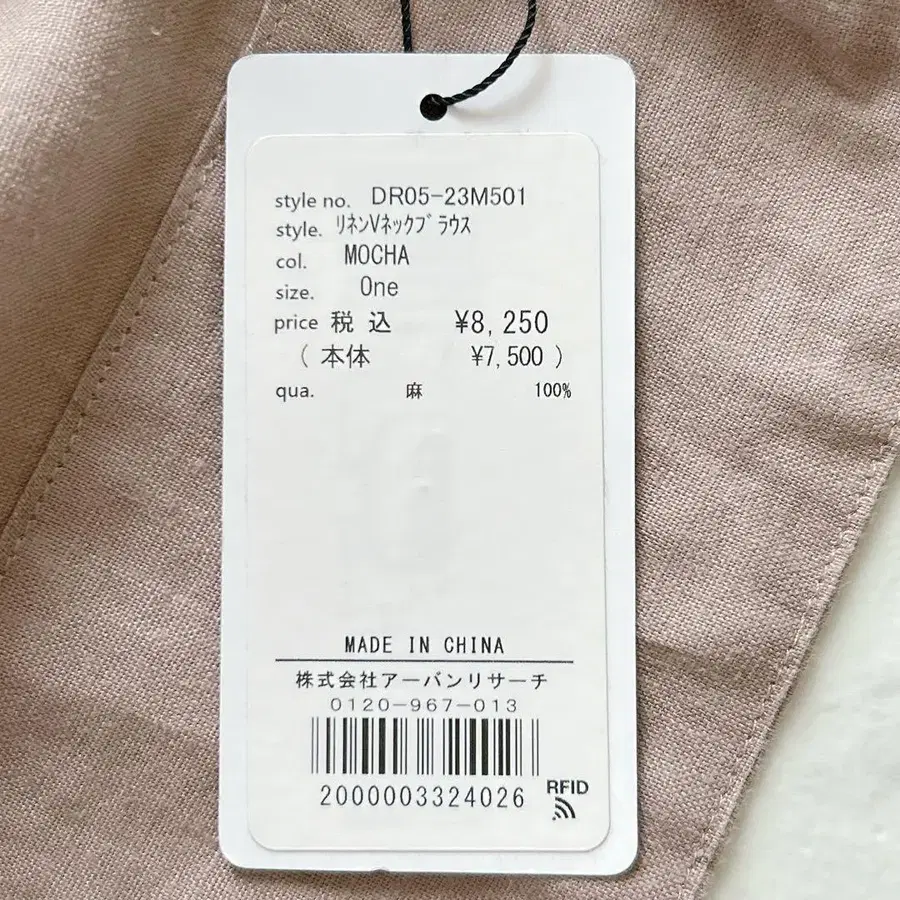 style no. DR05-23M501
style. ﾘﾈﾝVﾈｯｸﾌﾞﾗｳｽ
col. MOCHA
size. One
price 税 込 ¥8,250
( 本体 ¥7,500 )
qua. 麻 100%
MADE IN CHINA
株式会社アーバンリサーチ
0120-967-013
2000003324026
RFID